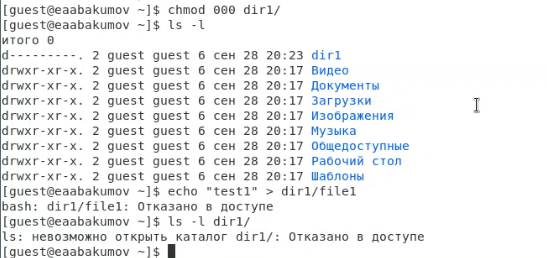 [guest@eaabakumov ~]$ chmod 000 dir1/
[guest@eaabakumov ~]$ ls -l
итого 0
d---------. 2 guest guest 6 сен 28 20:23 dir1
drwxr-xr-x. 2 guest guest 6 сен 28 20:17 Видео
drwxr-xr-x. 2 guest guest 6 сен 28 20:17 Документы
drwxr-xr-x. 2 guest guest 6 сен 28 20:17 Загрузки
drwxr-xr-x. 2 guest guest 6 сен 28 20:17 Изображения
drwxr-xr-x. 2 guest guest 6 сен 28 20:17 Музыка
drwxr-xr-x. 2 guest guest 6 сен 28 20:17 Общедоступные
drwxr-xr-x. 2 guest guest 6 сен 28 20:17 Рабочий стол
drwxr-xr-x. 2 guest guest 6 сен 28 20:17 Шаблоны
[guest@eaabakumov ~]$ echo "test1" > dir1/file1
bash: dir1/file1: Отказано в доступе
[guest@eaabakumov ~]$ ls -l dir1/
ls: невозможно открыть каталог dir1/: Отказано в доступе
[guest@eaabakumov ~]$